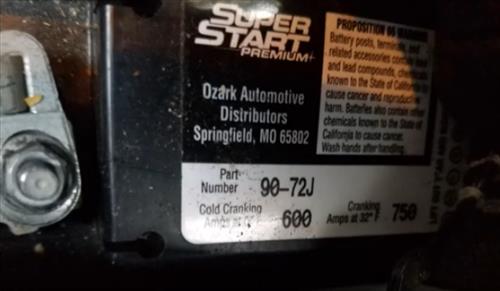 SUPER
START
PREMIUM+
Ozark Automotive
Distributors
Springfield, MO 65802
PROPOSITION 65 WARNING:
Battery posts, terminals, and
related accessories contain
and lead compounds, chemicals
known to the State of California
to cause cancer and reproductive
harm. Batteries also contain other
chemicals known to the State of
California to cause cancer.
Wash hands after handling.
Part
Number 90-72J
Cold Cranking
Amps at 0°F 600
Cranking
Amps at 32° F 750